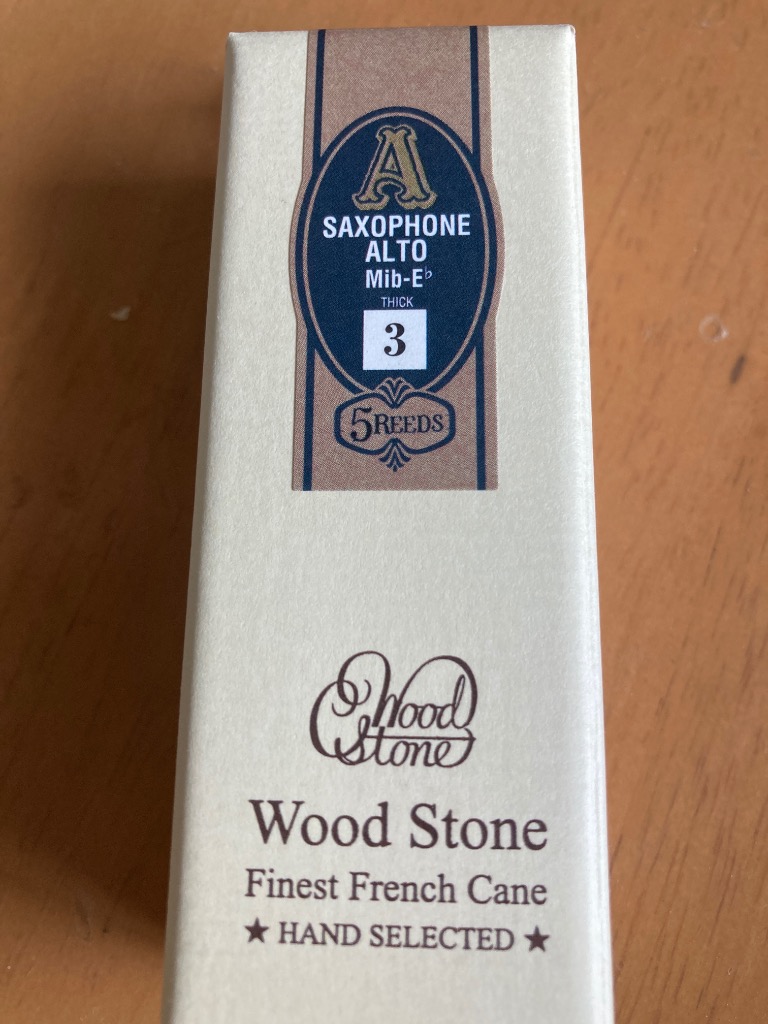 A
SAXOPHONE
ALTO
Mib-E♭
THICK
3
5REEDS
Wood
Stone
Wood Stone
Finest French Cane
★ HAND SELECTED ★